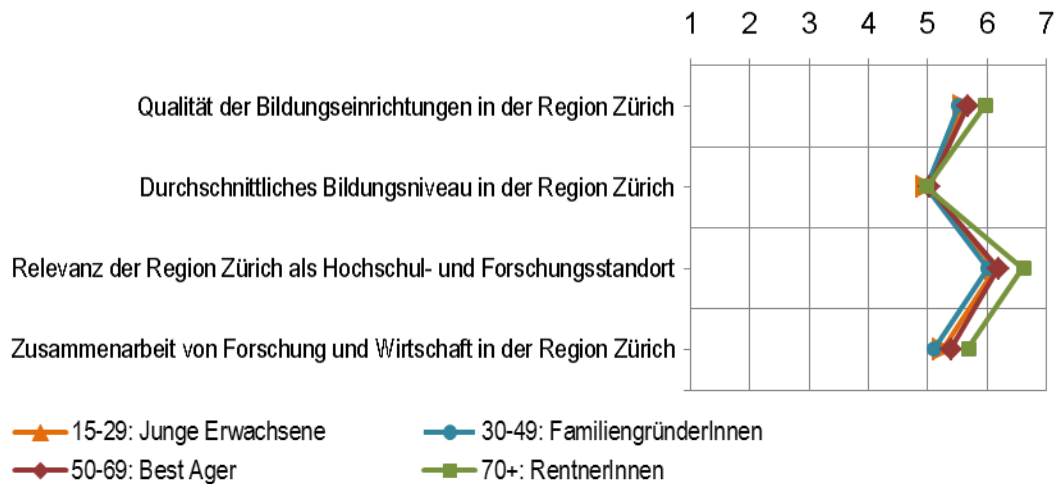 1 2 3 4 5 6 7
Qualität der Bildungseinrichtungen in der Region Zürich
Durchschnittliches Bildungsniveau in der Region Zürich
Relevanz der Region Zürich als Hochschul- und Forschungsstandort
Zusammenarbeit von Forschung und Wirtschaft in der Region Zürich
15-29: Junge Erwachsene 30-49: FamiliengründerInnen
50-69: Best Ager 70+: RentnerInnen